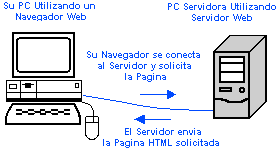 Su PC Utilizando un
Navegador Web
PC Servidora Utilizando
Servidor Web
Su Navegador se conecta
al Servidor y solicita
la Pagina
El Servidor envia
la Pagina HTML solicitada